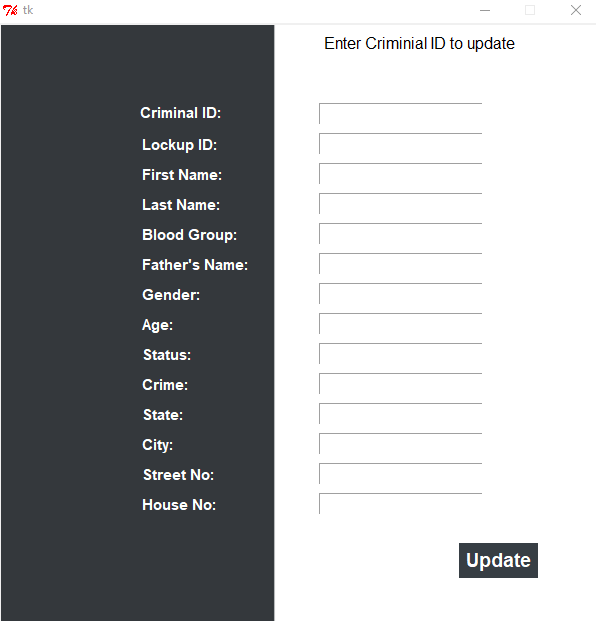 tk
Enter Criminial ID to update
Criminal ID:
Lockup ID:
First Name:
Last Name:
Blood Group:
Father's Name:
Gender:
Age:
Status:
Crime:
State:
City:
Street No:
House No:
Update